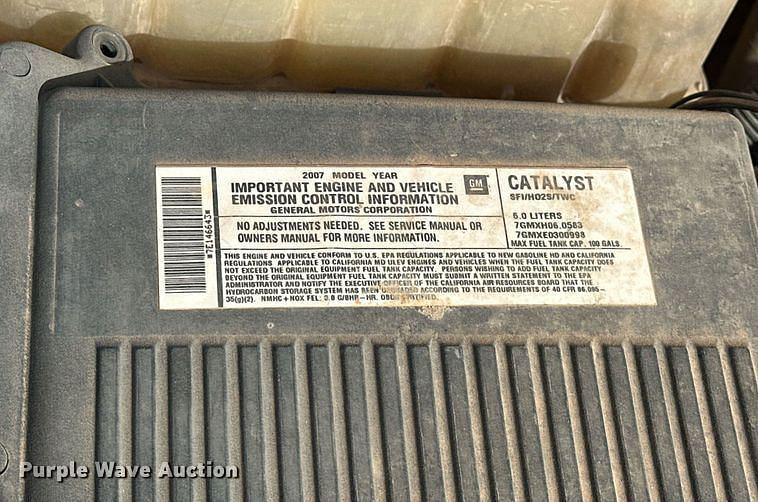 *7E146643*
2007 MODEL YEAR
IMPORTANT ENGINE AND VEHICLE
EMISSION CONTROL INFORMATION
GENERAL MOTORS CORPORATION
GM
NO ADJUSTMENTS NEEDED. SEE SERVICE MANUAL OR
OWNERS MANUAL FOR MORE INFORMATION.
CATALYST
SFI/HO2S/TWC
6.0 LITERS
7GMXH06.0583
7GMXE0300998
MAX FUEL TANK CAP. 100 GALS.
THIS ENGINE AND VEHICLE CONFORM TO U.S. EPA REGULATIONS APPLICABLE TO NEW GASOLINE HD AND CALIFORNIA
REGULATIONS APPLICABLE TO CALIFORNIA MD ULEV ENGINES AND VEHICLES WHEN THE FUEL TANK CAPACITY DOES
NOT EXCEED THE ORIGINAL EQUIPMENT FUEL TANK CAPACITY. PERSONS WISHING TO ADD FUEL TANK CAPACITY
BEYOND THE ORIGINAL EQUIPMENT FUEL TANK CAPACITY MUST SUBMIT A WRITTEN STATEMENT TO THE EPA
ADMINISTRATOR AND NOTIFY THE EXECUTIVE OFFICER OF THE CALIFORNIA AIR RESOURCES BOARD THAT THE
HYDROCARBON STORAGE SYSTEM HAS BEEN UPGRADED ACCORDING TO THE REQUIREMENTS OF 40 CFR 86.095-
35(g)(2). NMHC + NOX FEL: G/BHP-HR. CERTIFIED.
Purple Wave Auction